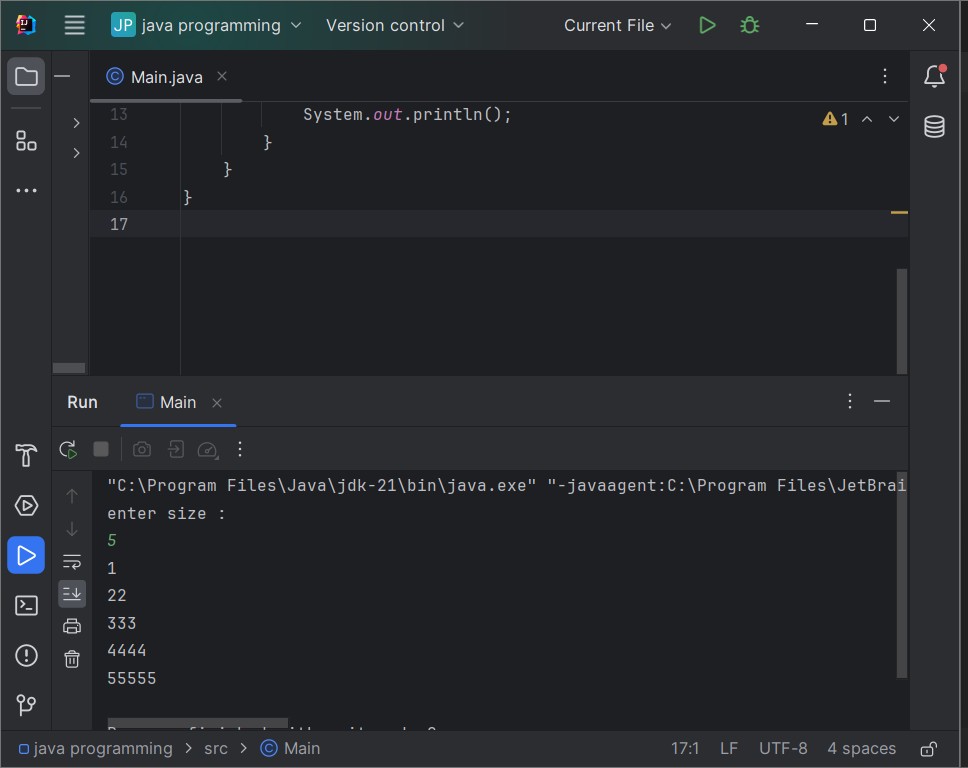 JP java programming Version control Current File
Main.java
13 System.out.println();
1
14 }
15 }
16 }
17
Run Main
"C:\Program Files\Java\jdk-21\bin\java.exe" "-javaagent:C:\Program Files\JetBrai
enter size :
5
1
22
333
4444
55555
java programming > src > Main 17:1 LF UTF-8 4 spaces